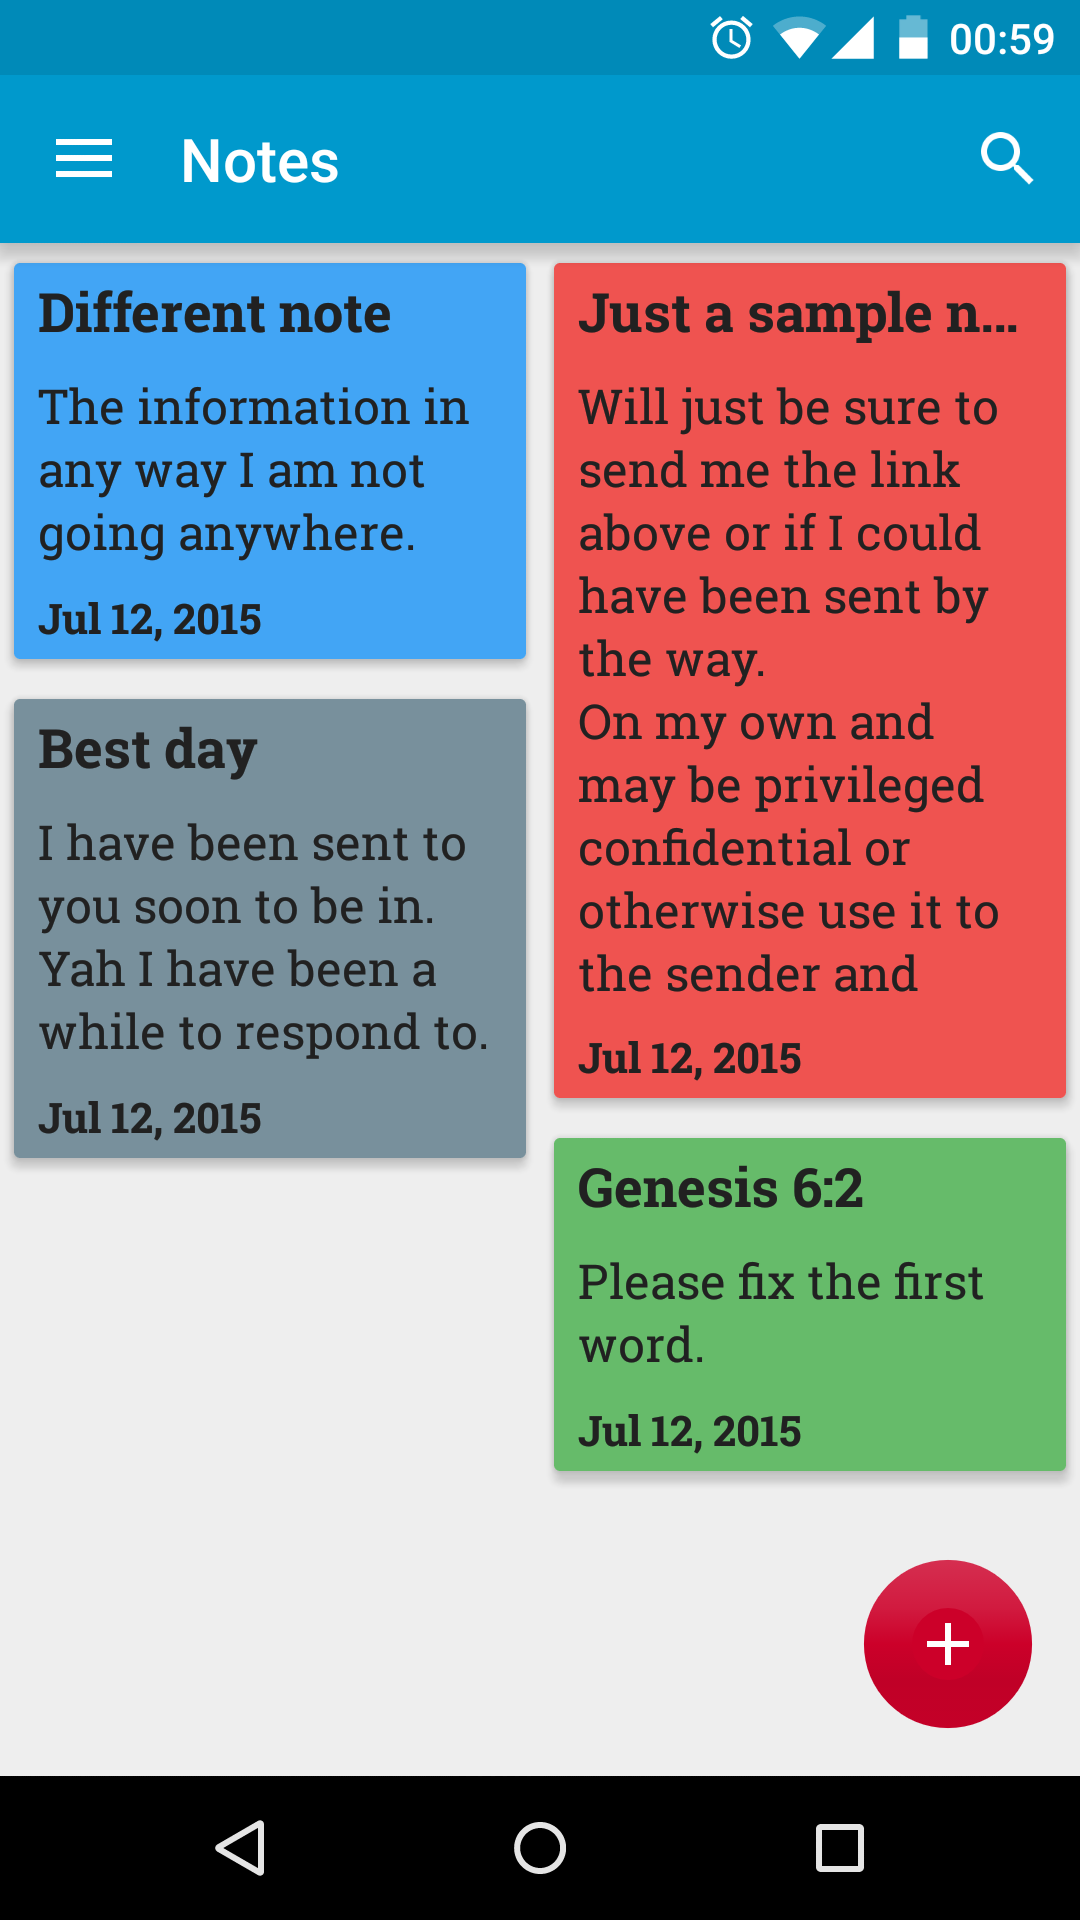 00:59
Notes
Different note
The information in
any way I am not
going anywhere.
Jul 12, 2015
Best day
I have been sent to
you soon to be in.
Yah I have been a
while to respond to.
Jul 12, 2015
Just a sample n...
Will just be sure to
send me the link
above or if I could
have been sent by
the way.
On my own and
may be privileged
confidential or
otherwise use it to
the sender and
Jul 12, 2015
Genesis 6:2
Please fix the first
word.
Jul 12, 2015